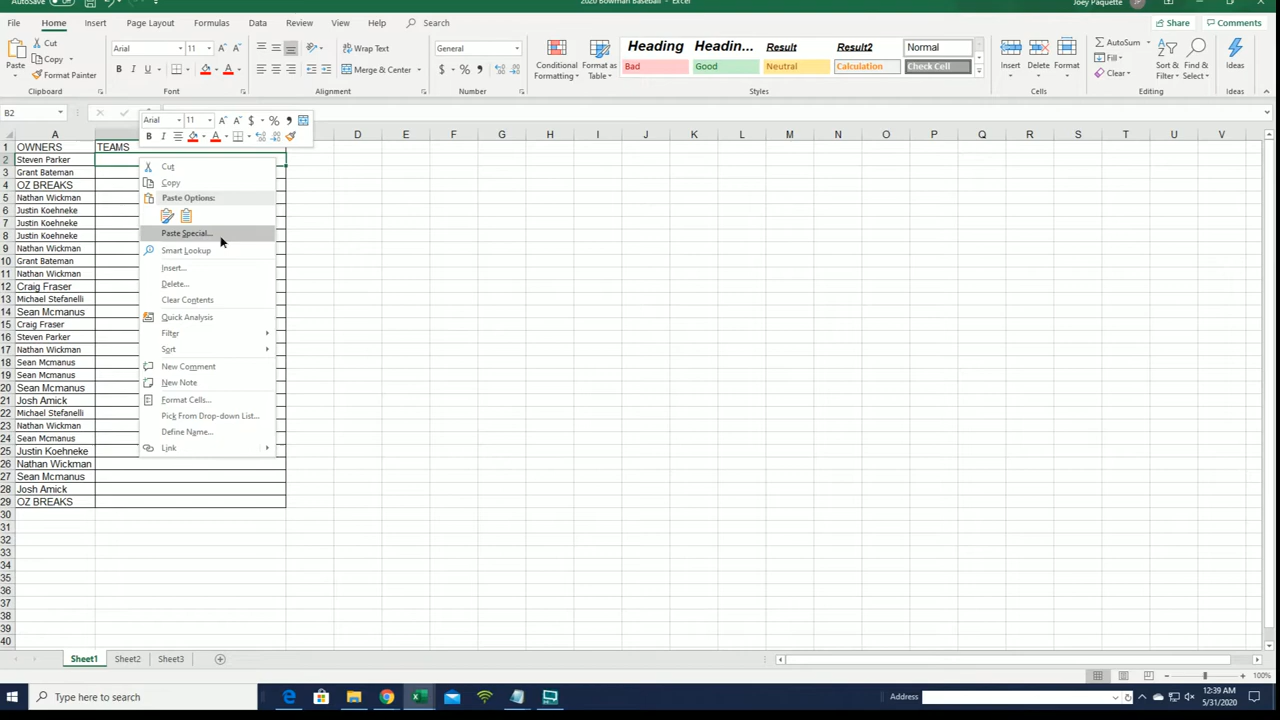 AutoSave
2020 Bowman Baseball - Excel
Joey Paquette
JP
File Home Insert Page Layout Formulas Data Review View Help Search Share Comments
Paste
Cut
Copy
Format Painter
Clipboard
Arial 11
B I U
Font
Wrap Text
Merge & Center
Alignment
General
$ % ,
Number
Conditional Formatting
Format as Table
Heading Headin... Result Result2 Normal
Bad Good Neutral Calculation Check Cell
Styles
Insert Delete Format
Cells
AutoSum
Fill
Clear
Sort & Filter
Find & Select
Editing
Ideas
Ideas
B2
Arial 11 A A $ % ,
B I
A D E F G H I J K L M N O P Q R S T U V
1 OWNERS TEAMS
2 Steven Parker
3 Grant Bateman
4 OZ BREAKS
5 Nathan Wickman
6 Justin Koehneke
7 Justin Koehneke
8 Justin Koehneke
9 Nathan Wickman
10 Grant Bateman
11 Nathan Wickman
12 Craig Fraser
13 Michael Stefanelli
14 Sean Mcmanus
15 Craig Fraser
16 Steven Parker
17 Nathan Wickman
18 Sean Mcmanus
19 Sean Mcmanus
20 Sean Mcmanus
21 Josh Amick
22 Michael Stefanelli
23 Nathan Wickman
24 Sean Mcmanus
25 Justin Koehneke
26 Nathan Wickman
27 Sean Mcmanus
28 Josh Amick
29 OZ BREAKS
30
31
32
33
34
35
36
37
38
39
40
Cut
Copy
Paste Options:
Paste Special...
Smart Lookup
Insert...
Delete...
Clear Contents
Quick Analysis
Filter
Sort
New Comment
New Note
Format Cells...
Pick From Drop-down List...
Define Name...
Link
Sheet1 Sheet2 Sheet3
100%
Type here to search
Address
12:39 AM
5/31/2020